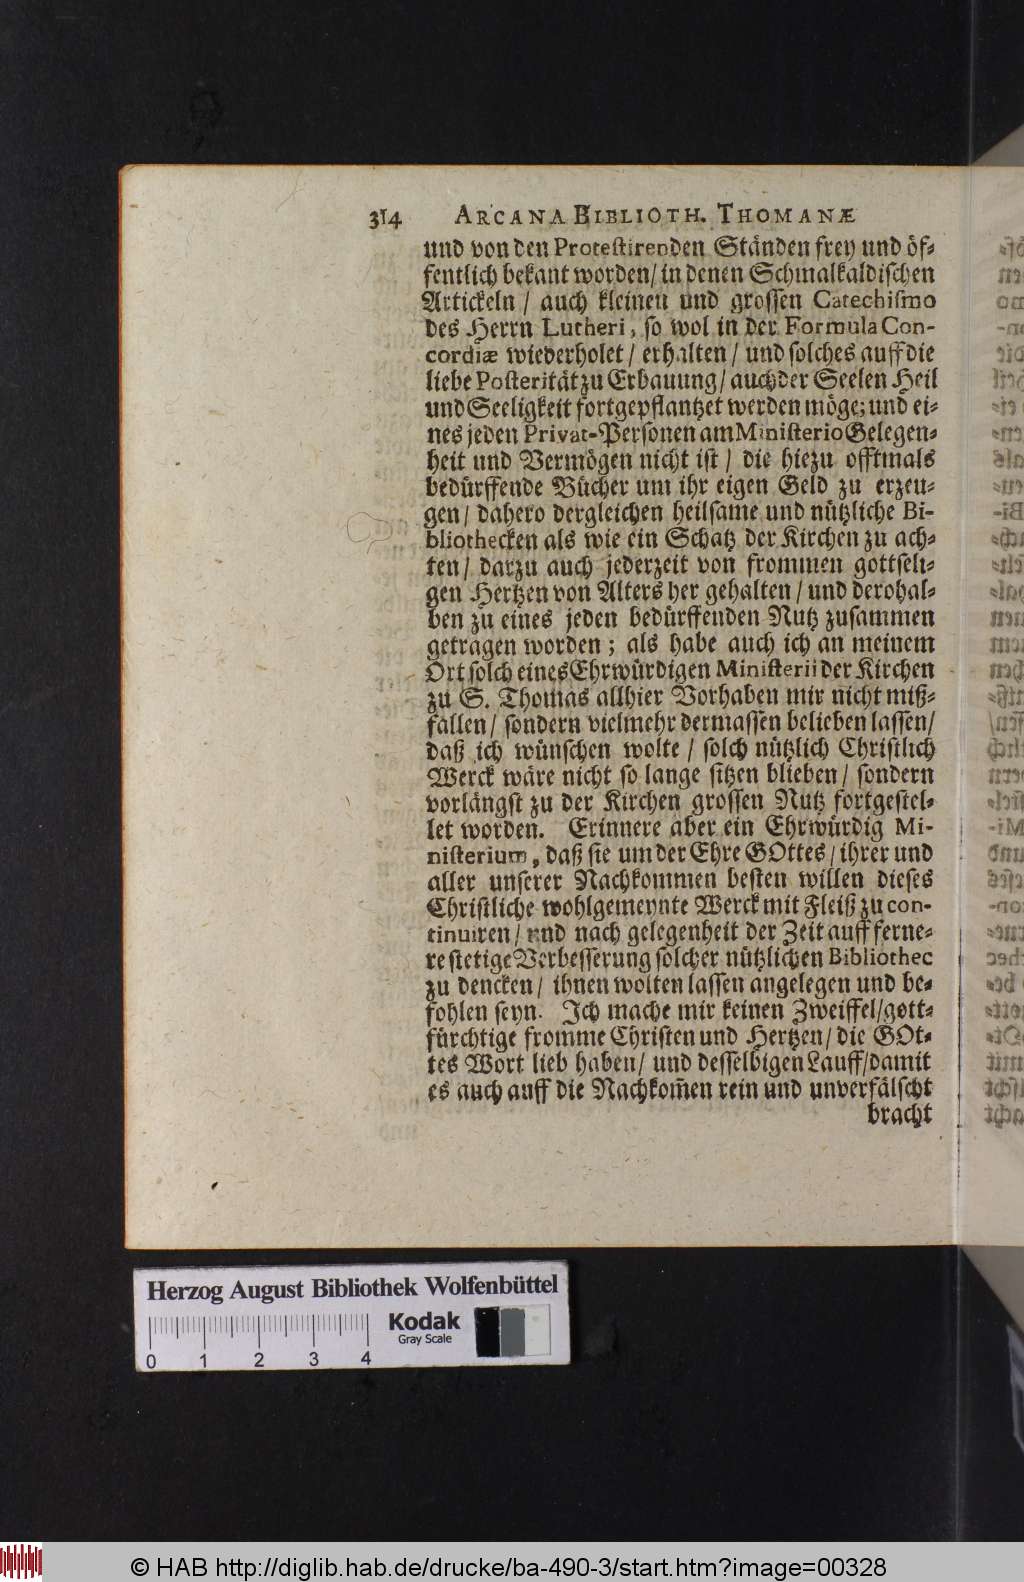 314 ARCANA BIBLIOTH. THOMANÆ
und von den Protestirenden Ständen frey und öf-
fentlich bekant worden/ in denen Schmalkaldischen
Artickeln / auch kleinen und grossen Catechismo
des Herrn Lutheri, so wol in der Formula Con-
cordiæ wiederholet / erhalten / und solches auff die
liebe Posterität zu Erbauung/ auch der Seelen Heil
und Seeligkeit fortgepflantzet werden möge; und ei-
nes jeden Privat-Personen am Ministerio Gelegen-
heit und Vermögen nicht ist / die hiezu offtmals
bedürffende Bücher um ihr eigen Geld zu erzeu-
gen / dahero dergleichen heilsame und nützliche Bi-
bliothecken als wie ein Schatz der Kirchen zu ach-
ten / darzu auch jederzeit von frommen gottseli-
gen Hertzen von Alters her gehalten / und derohal-
ben zu eines jeden bedürffenden Nutz zusammen
getragen worden ; als habe auch ich an meinem
Ort solch eines Ehrwürdigen Ministerii der Kirchen
zu S. Thomas allhier Vorhaben mir nicht miß-
fallen / sondern vielmehr dermassen belieben lassen/
daß ich wünschen wolte / solch nützlich Christlich
Werck wäre nicht so lange sitzen blieben / sondern
vorlängst zu der Kirchen grossen Nutz fortgestel-
let worden. Erinnere aber ein Ehrwürdig Mi-
nisterium, daß sie um der Ehre GOttes / ihrer und
aller unserer Nachkommen besten willen dieses
Christliche wohlgemeynte Werck mit Fleiß zu con-
tinuiren / und nach gelegenheit der Zeit auff ferne-
re stetige Verbesserung solcher nützlichen Bibliothec
zu dencken / ihnen wolten lassen angelegen und be-
fohlen seyn. Ich mache mir keinen Zweiffel/gott-
fürchtige fromme Christen und Hertzen / die GOt-
tes Wort lieb haben / und desselbigen Lauff/damit
es auch auff die Nachkom̃en rein und unverfälscht
bracht
Herzog August Bibliothek Wolfenbüttel
Kodak
Gray Scale
0 1 2 3 4
© HAB http://diglib.hab.de/drucke/ba-490-3/start.htm?image=00328